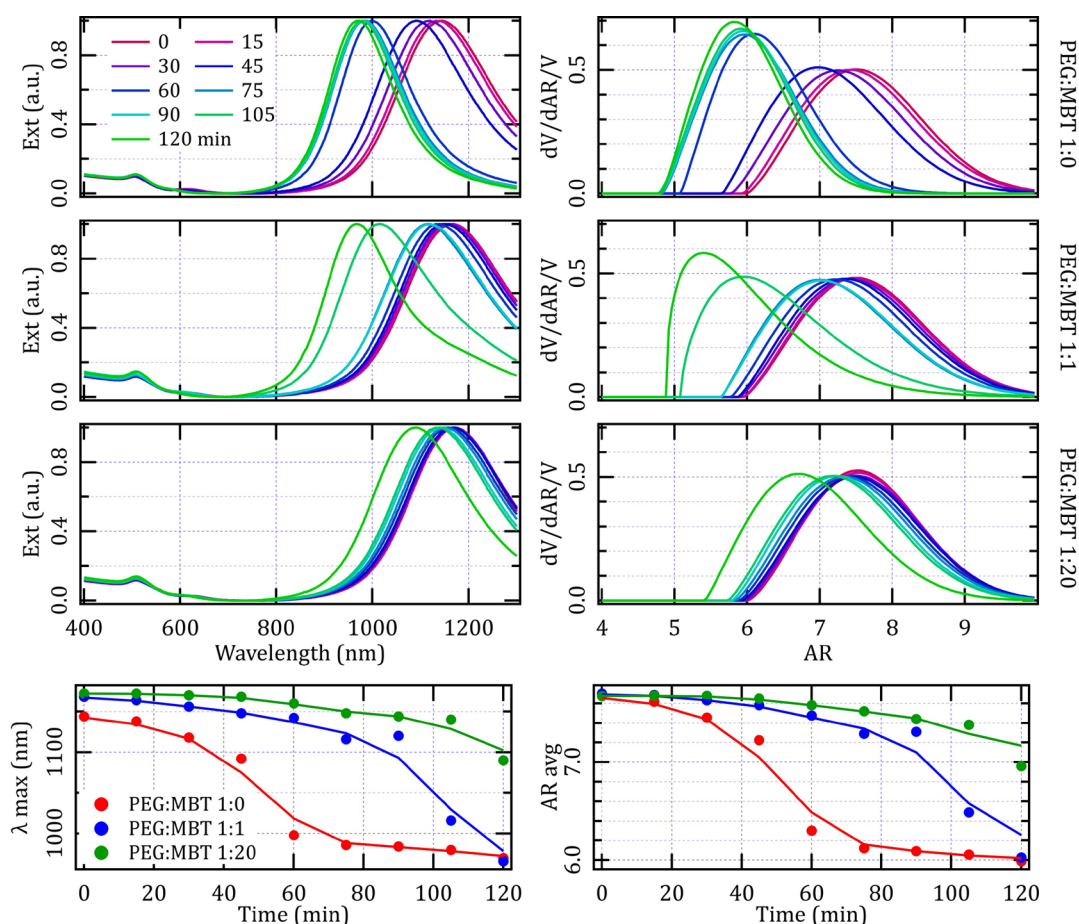 0.8
Ext (a.u.)
0.4
0.0
0 15
30 45
60 75
90 105
120 min
dV/dAR/V
0.5
0.0
PEG:MBT 1:0
0.8
Ext (a.u.)
0.4
0.0
dV/dAR/V
0.5
0.0
PEG:MBT 1:1
0.8
Ext (a.u.)
0.4
0.0
400 600 800 1000 1200
Wavelength (nm)
dV/dAR/V
0.5
0.0
4 5 6 7 8 9
AR
PEG:MBT 1:20
λ max (nm)
1100
1000
PEG:MBT 1:0
PEG:MBT 1:1
PEG:MBT 1:20
0 20 40 60 80 100 120
Time (min)
AR avg
7.0
6.0
0 20 40 60 80 100 120
Time (min)